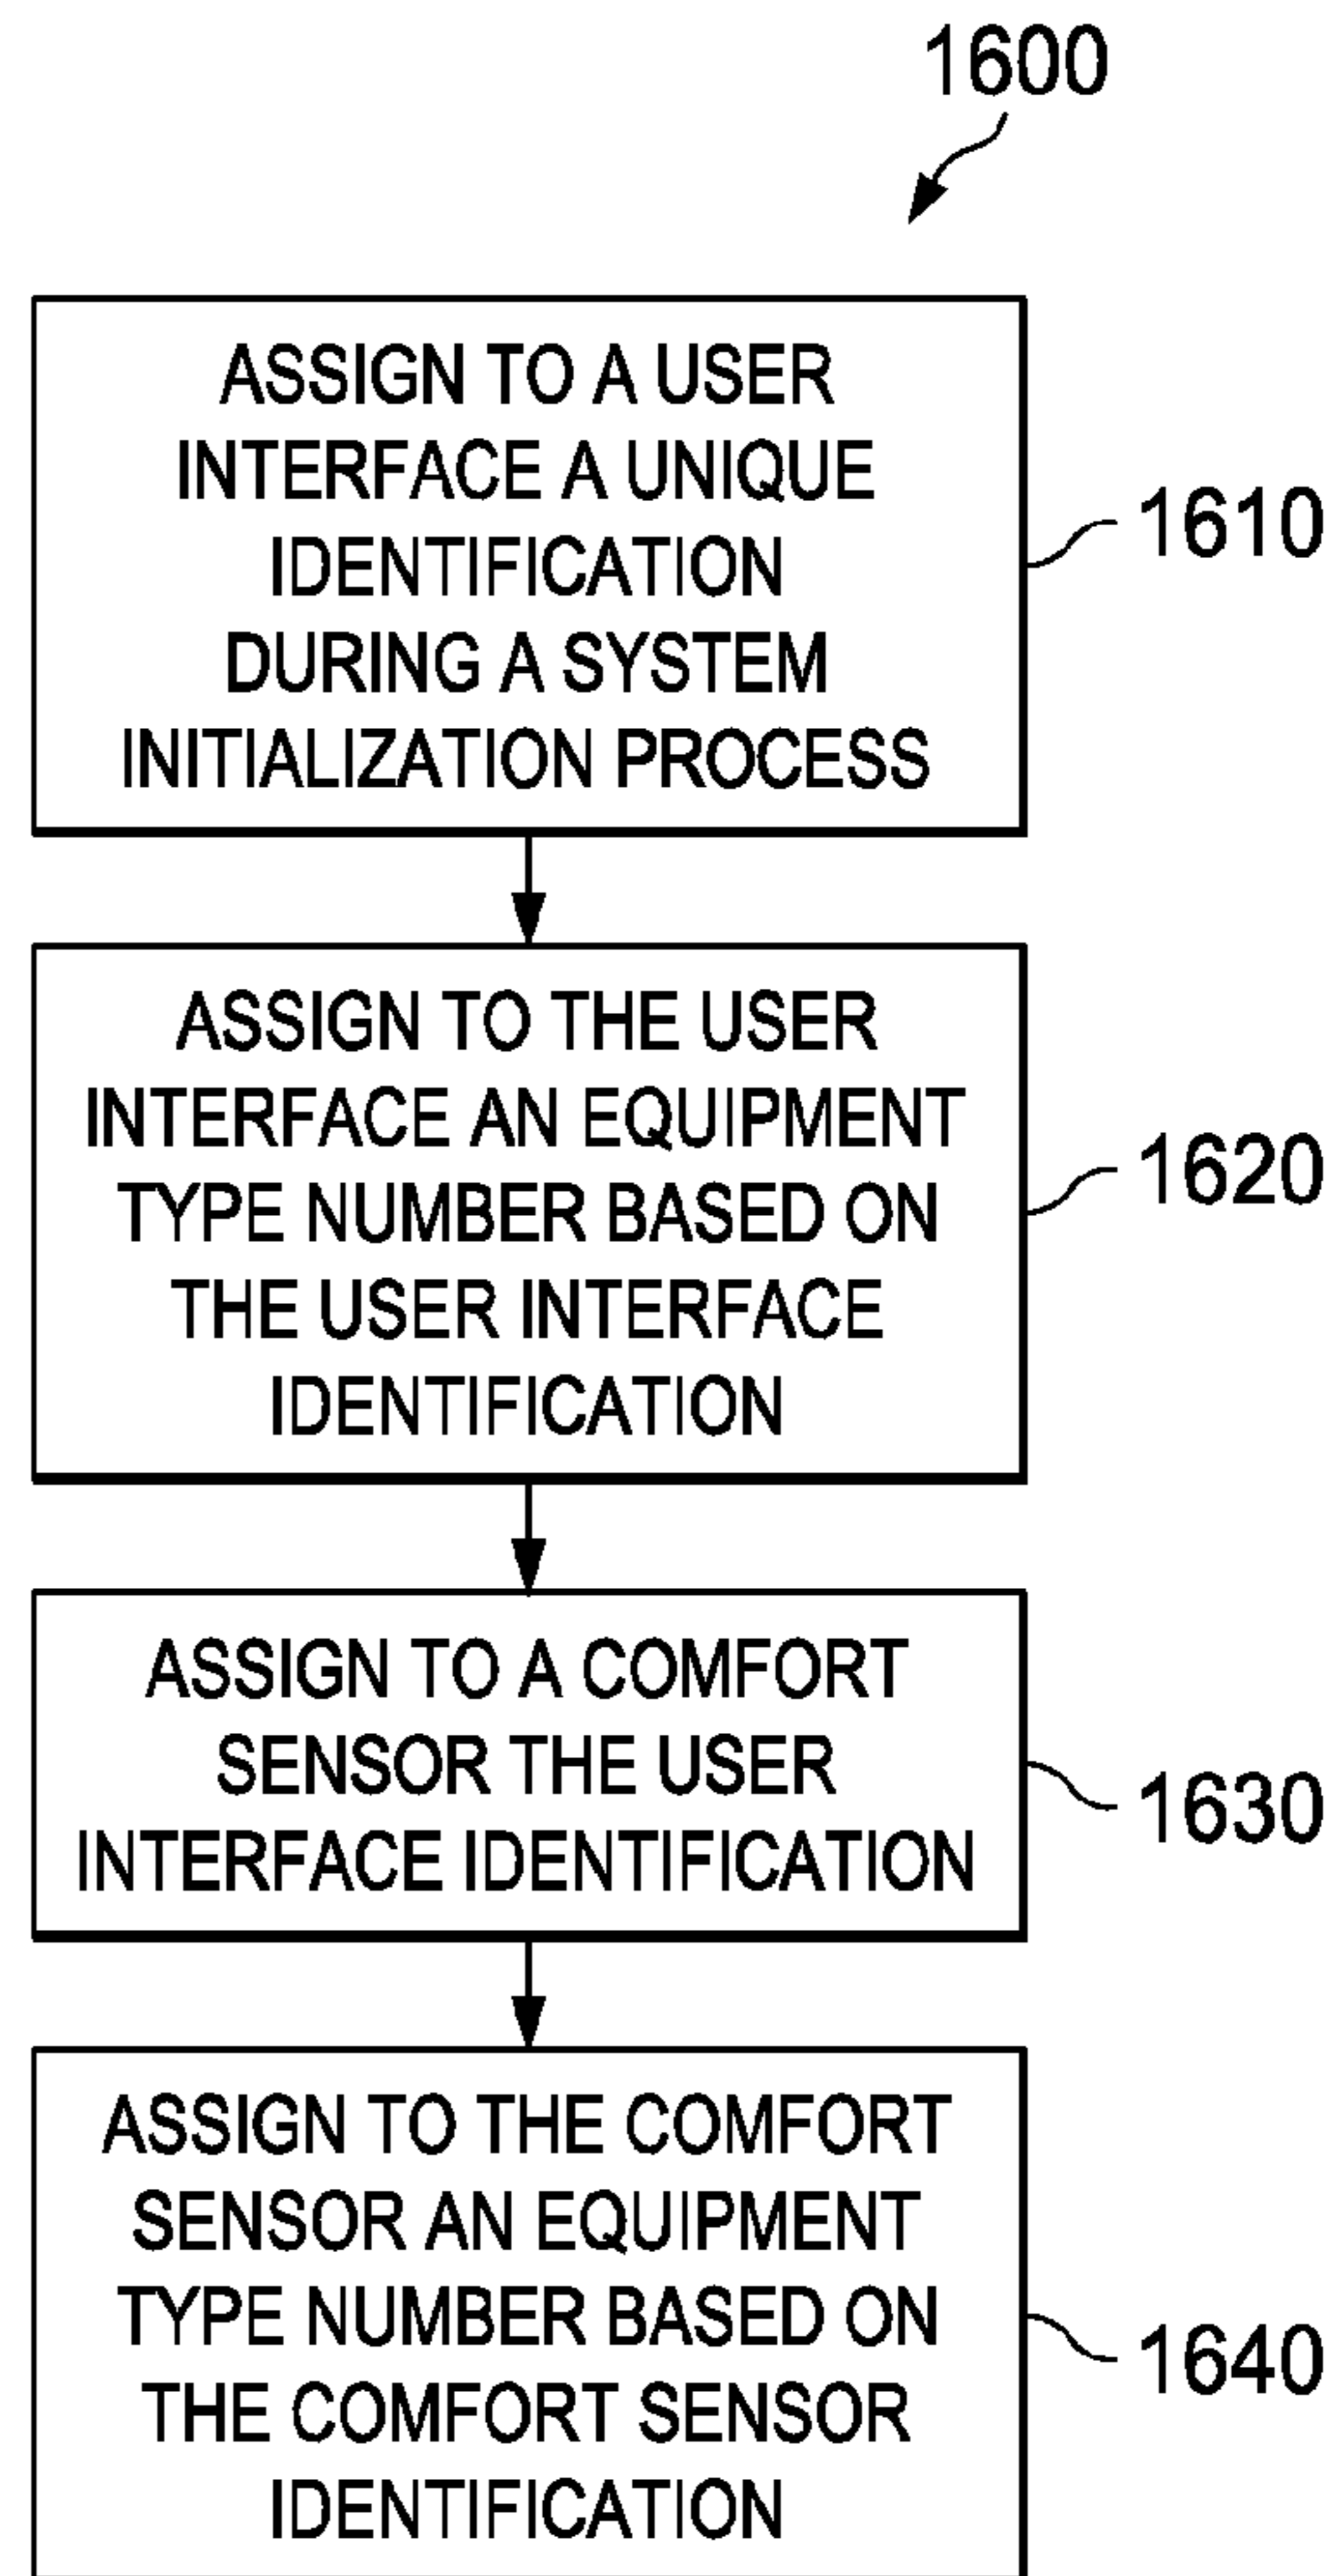 1600
ASSIGN TO A USER
INTERFACE A UNIQUE
IDENTIFICATION
DURING A SYSTEM
INITIALIZATION PROCESS
1610
ASSIGN TO THE USER
INTERFACE AN EQUIPMENT
TYPE NUMBER BASED ON
THE USER INTERFACE
IDENTIFICATION
1620
ASSIGN TO A COMFORT
SENSOR THE USER
INTERFACE IDENTIFICATION
1630
ASSIGN TO THE COMFORT
SENSOR AN EQUIPMENT
TYPE NUMBER BASED ON
THE COMFORT SENSOR
IDENTIFICATION
1640